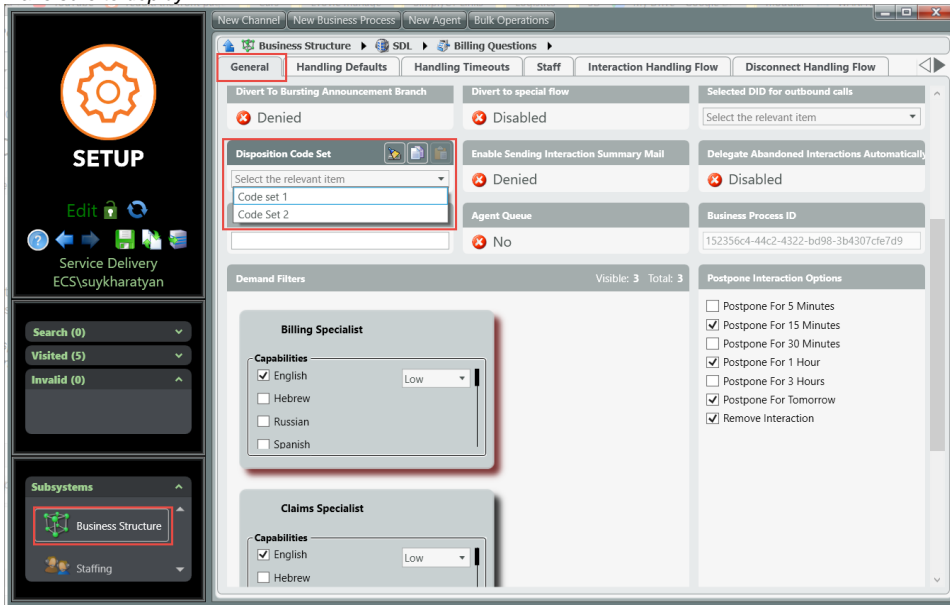 New Channel New Business Process New Agent Bulk Operations
Business Structure SDL Billing Questions
General Handling Defaults Handling Timeouts Staff Interaction Handling Flow Disconnect Handling Flow
SETUP
Edit
Service Delivery
ECS\suykharatyan
Search (0)
Visited (5)
Invalid (0)
Subsystems
Business Structure
Staffing
Divert To Bursting Announcement Branch
Denied
Divert to special flow
Disabled
Selected DID for outbound calls
Select the relevant item
Disposition Code Set
Select the relevant item
Code set 1
Code Set 2
Enable Sending Interaction Summary Mail
Denied
Delegate Abandoned Interactions Automatically
Disabled
Agent Queue
No
Business Process ID
152356c4-44c2-4322-bd98-3b4307cfe7d9
Demand Filters Visible: 3 Total: 3
Billing Specialist
Capabilities
English Low
Hebrew
Russian
Spanish
Claims Specialist
Capabilities
English Low
Hebrew
Postpone Interaction Options
Postpone For 5 Minutes
Postpone For 15 Minutes
Postpone For 30 Minutes
Postpone For 1 Hour
Postpone For 3 Hours
Postpone For Tomorrow
Remove Interaction